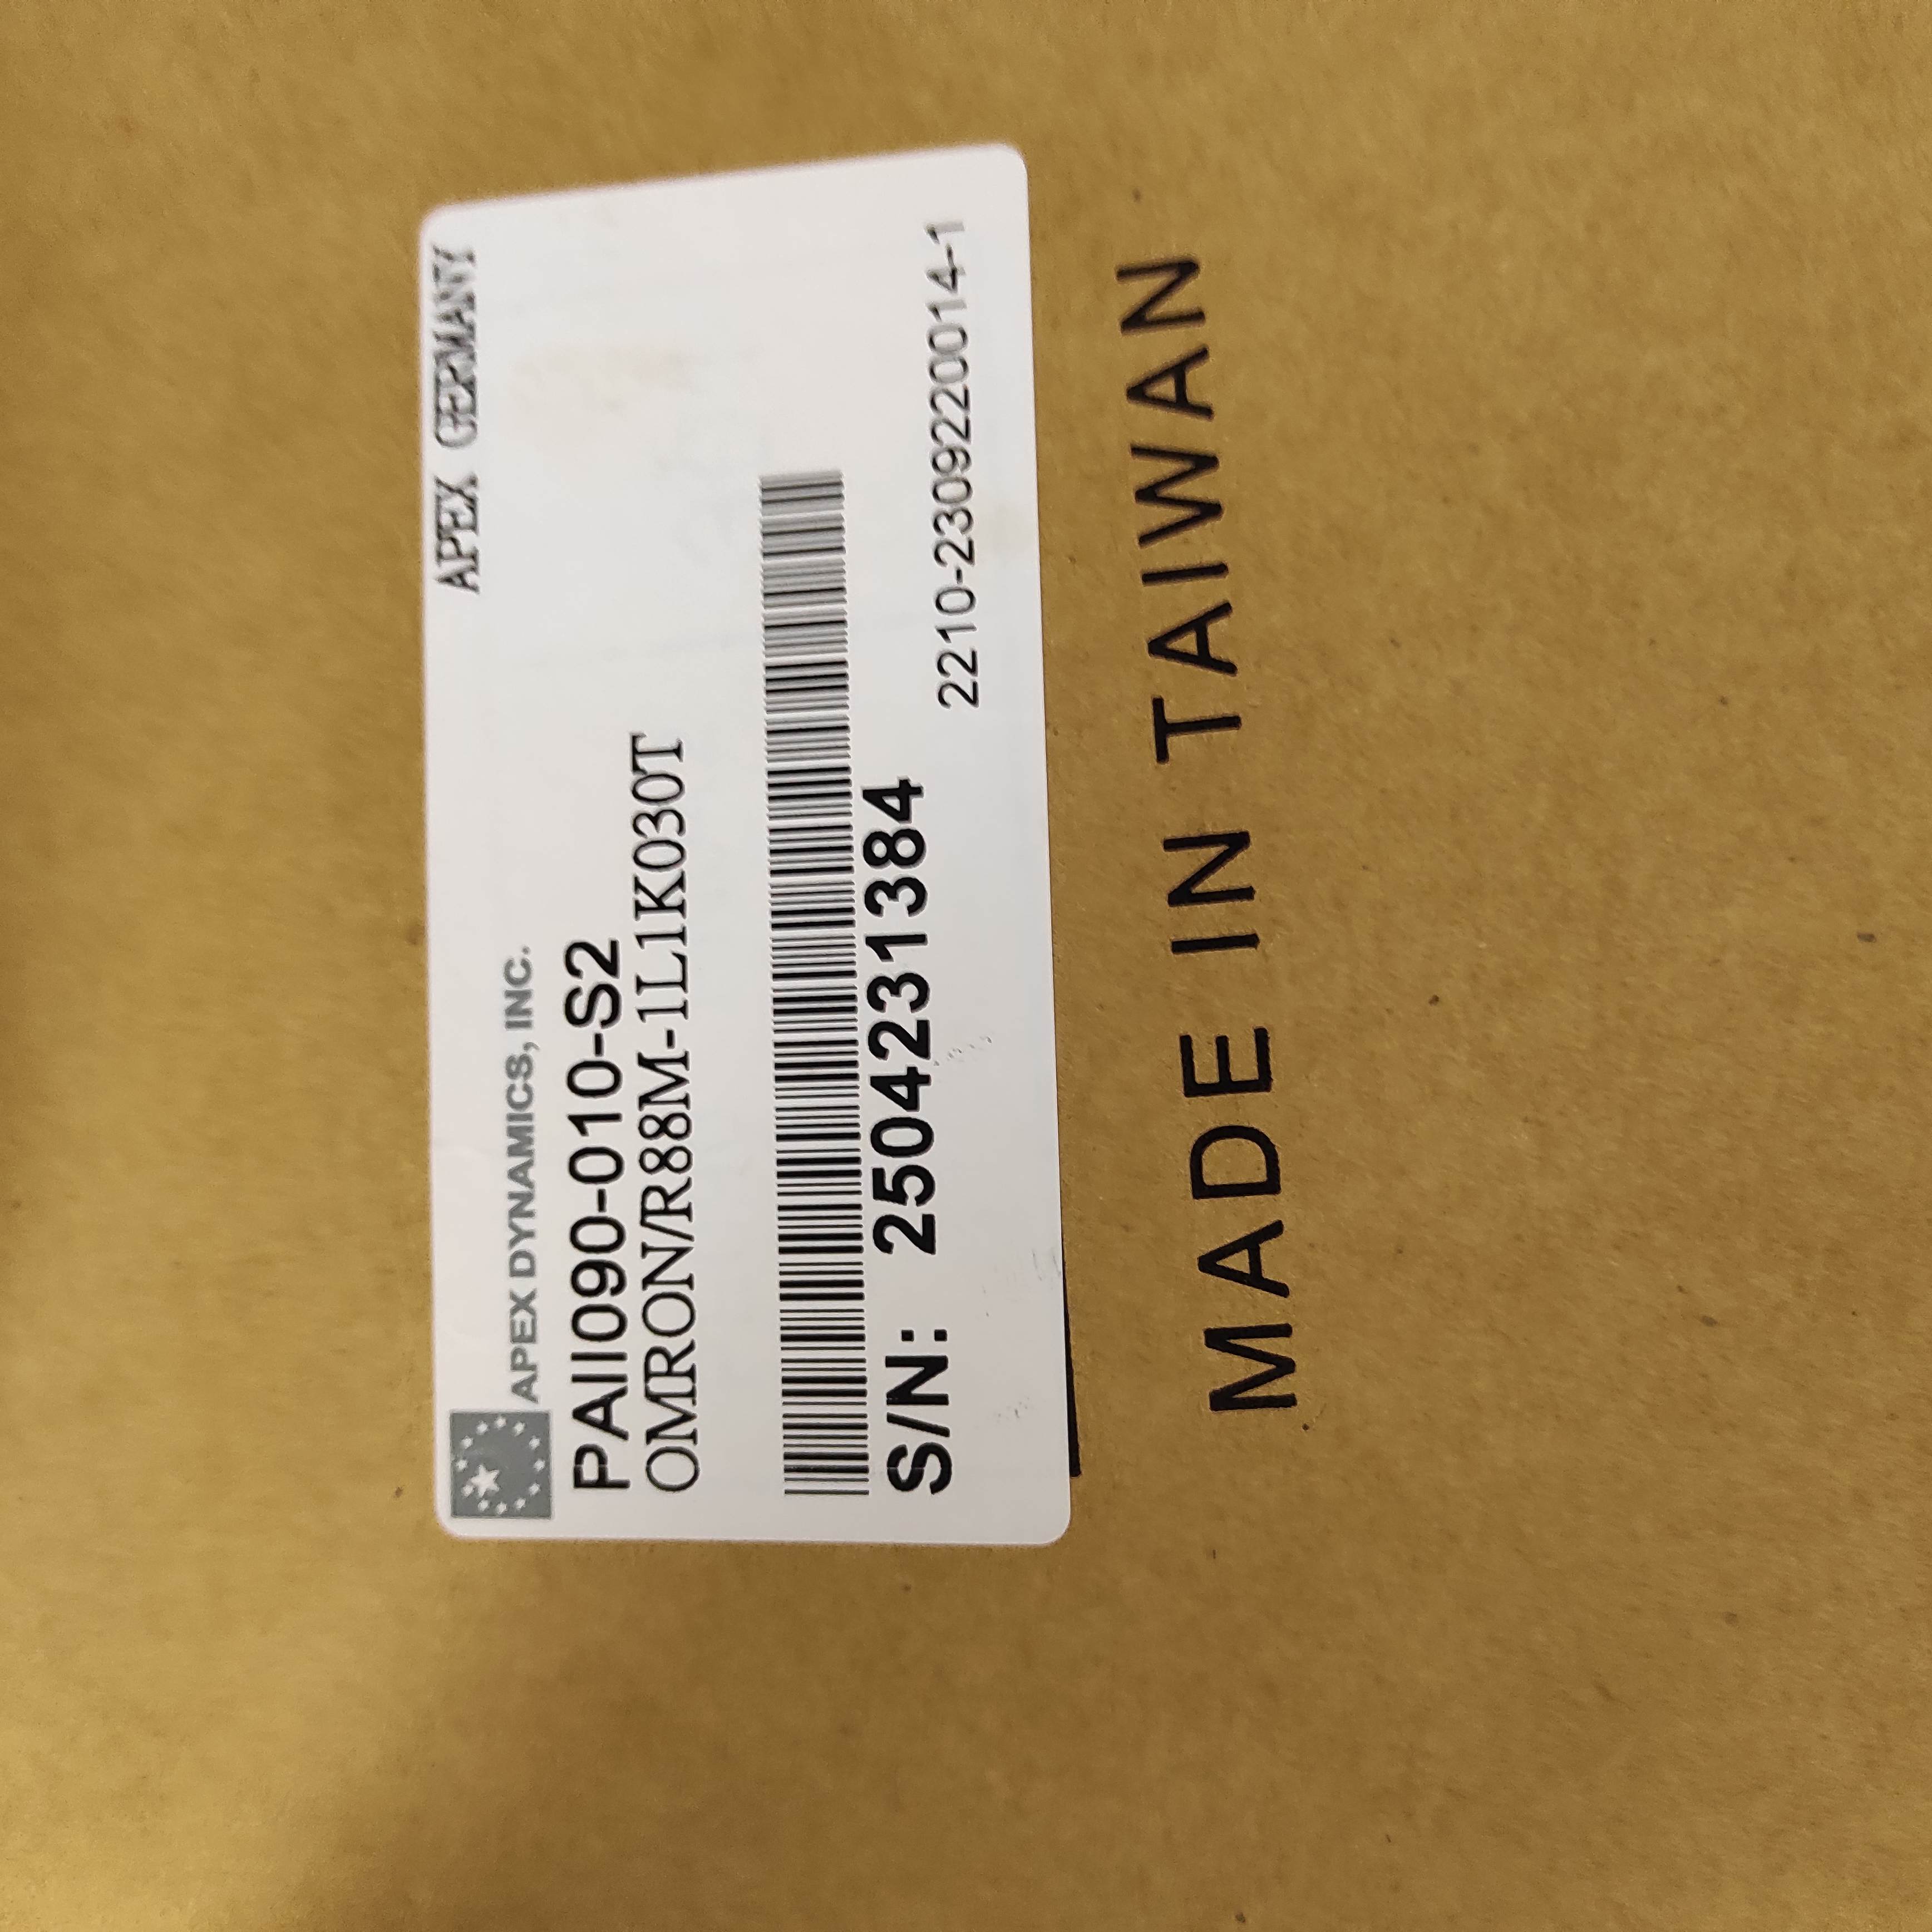 APEX GERMANY
APEX DYNAMICS, INC.
PAII090-010-S2
OMRON/R88M-1L1K030T
S/N: 2504231384
2210-2309220014-1
MADE IN TAIWAN